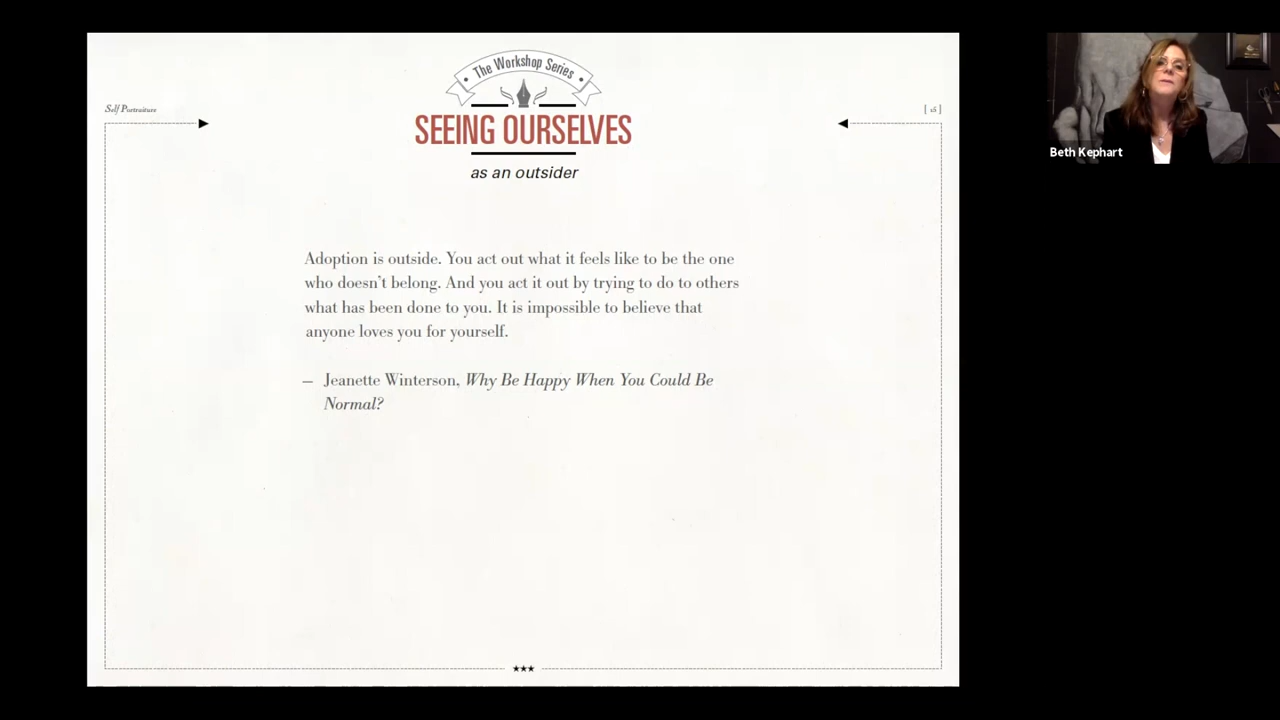 The Workshop Series
Self Portraiture
[ 15 ]
SEEING OURSELVES
as an outsider
Adoption is outside. You act out what it feels like to be the one
who doesn’t belong. And you act it out by trying to do to others
what has been done to you. It is impossible to believe that
anyone loves you for yourself.
— Jeanette Winterson, Why Be Happy When You Could Be
Normal?
Beth Kephart